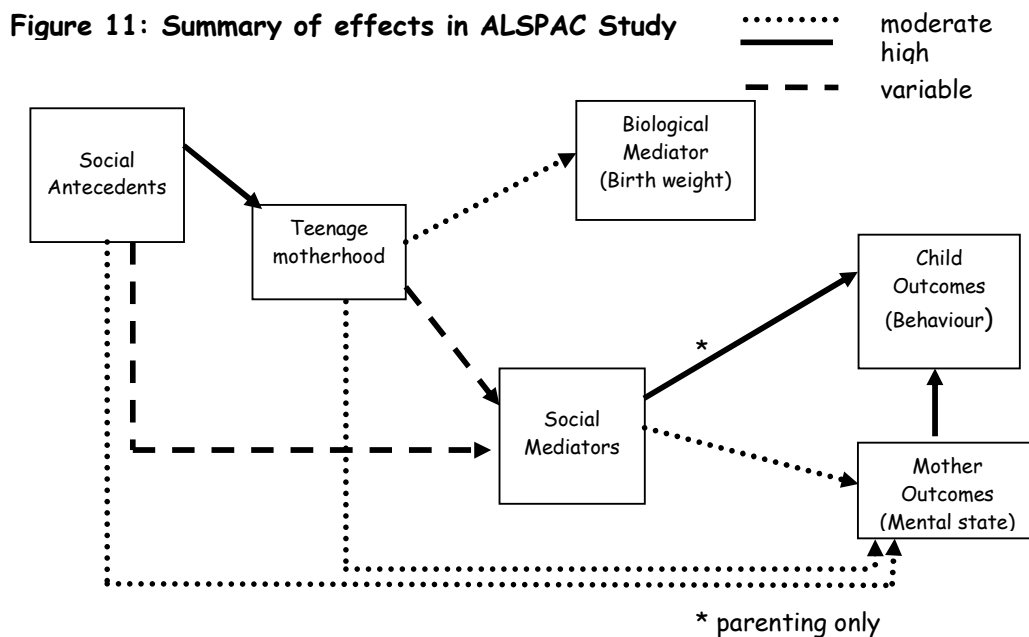 Figure 11: Summary of effects in ALSPAC Study
moderate
high
variable
Social
Antecedents
Teenage
motherhood
Biological
Mediator
(Birth weight)
Child
Outcomes
(Behaviour)
*
Social
Mediators
Mother
Outcomes
(Mental state)
* parenting only